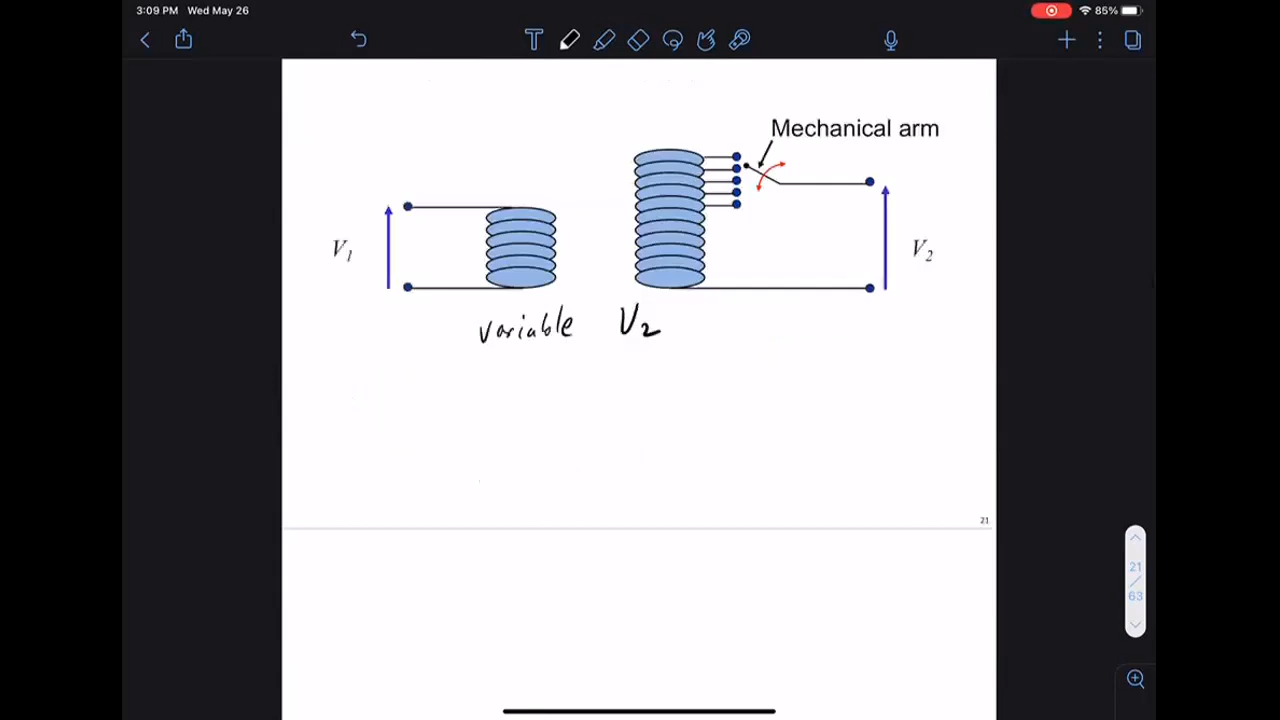 3:09 PM Wed May 26
85%
T
Mechanical arm
V1
V2
variable V2
21
21
/
63